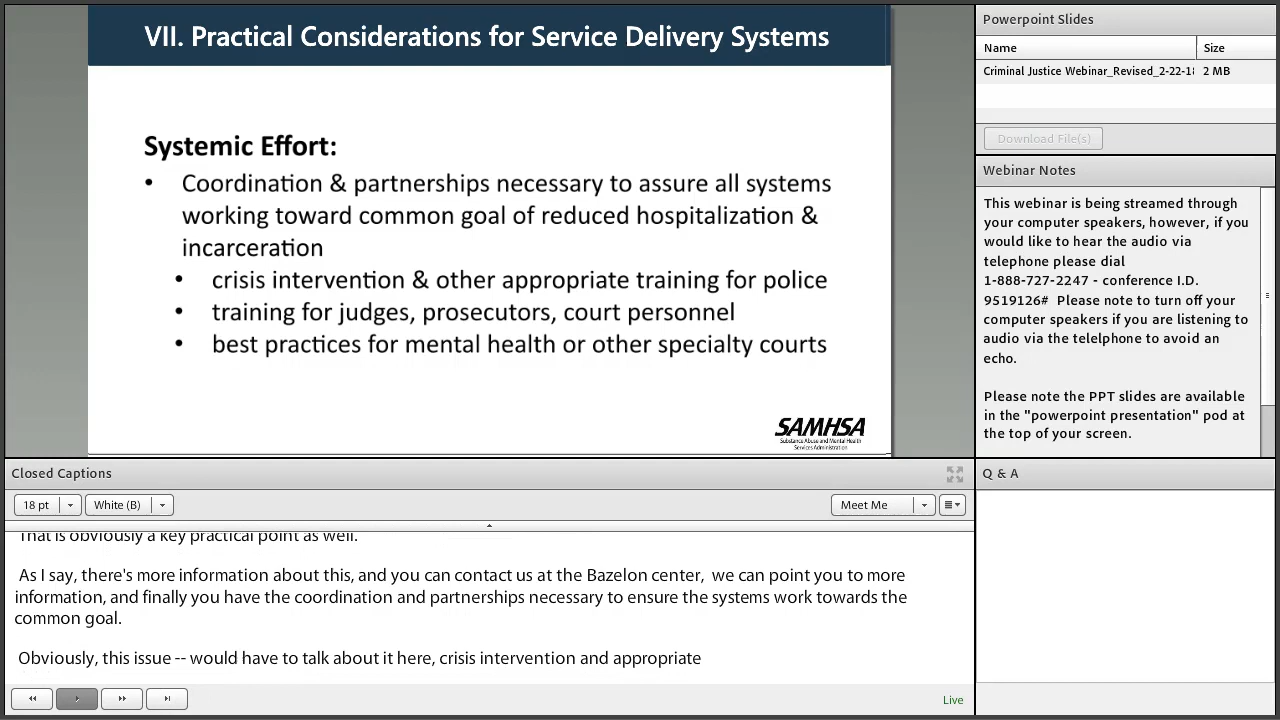 VII. Practical Considerations for Service Delivery Systems
Systemic Effort:
• Coordination & partnerships necessary to assure all systems
working toward common goal of reduced hospitalization &
incarceration
• crisis intervention & other appropriate training for police
• training for judges, prosecutors, court personnel
• best practices for mental health or other specialty courts
SAMHSA
Substance Abuse and Mental Health
Services Administration
Powerpoint Slides
Name Size
Criminal Justice Webinar_Revised_2-22-18 2 MB
Download File(s)
Webinar Notes
This webinar is being streamed through
your computer speakers, however, if you
would like to hear the audio via
telephone please dial
1-888-727-2247 - conference I.D.
9519126# Please note to turn off your
computer speakers if you are listening to
audio via the telelphone to avoid an
echo.
Please note the PPT slides are available
in the "powerpoint presentation" pod at
the top of your screen.
Closed Captions
18 pt White (B) Meet Me
That is obviously a key practical point as well.
As I say, there's more information about this, and you can contact us at the Bazelon center, we can point you to more
information, and finally you have the coordination and partnerships necessary to ensure the systems work towards the
common goal.
Obviously, this issue -- would have to talk about it here, crisis intervention and appropriate
Live
Q & A